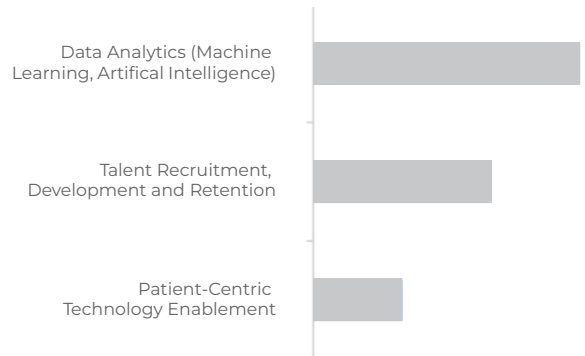 Data Analytics (Machine
Learning, Artifical Intelligence)
Talent Recruitment,
Development and Retention
Patient-Centric
Technology Enablement